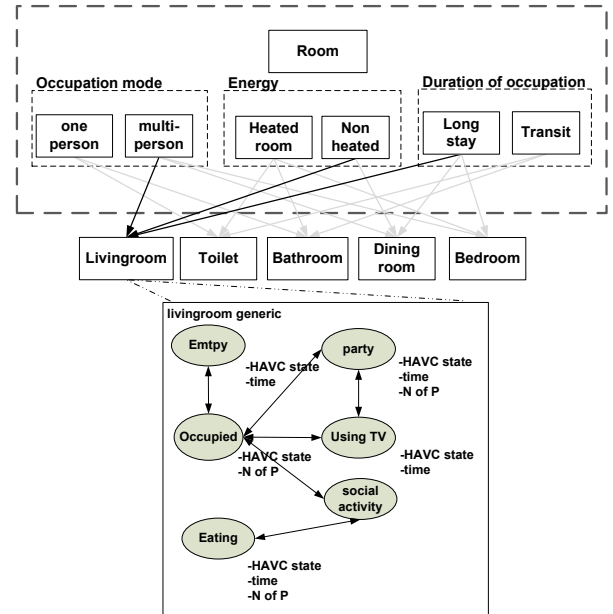 Room
Occupation mode
Energy
Duration of occupation
one
person
multi-
person
Heated
room
Non
heated
Long
stay
Transit
Livingroom
Toilet
Bathroom
Dining
room
Bedroom
livingroom generic
Emtpy
-HAVC state
-time
party
-HAVC state
-time
-N of P
Occupied
-HAVC state
-N of P
Using TV
-HAVC state
-time
social
activity
Eating
-HAVC state
-time
-N of P